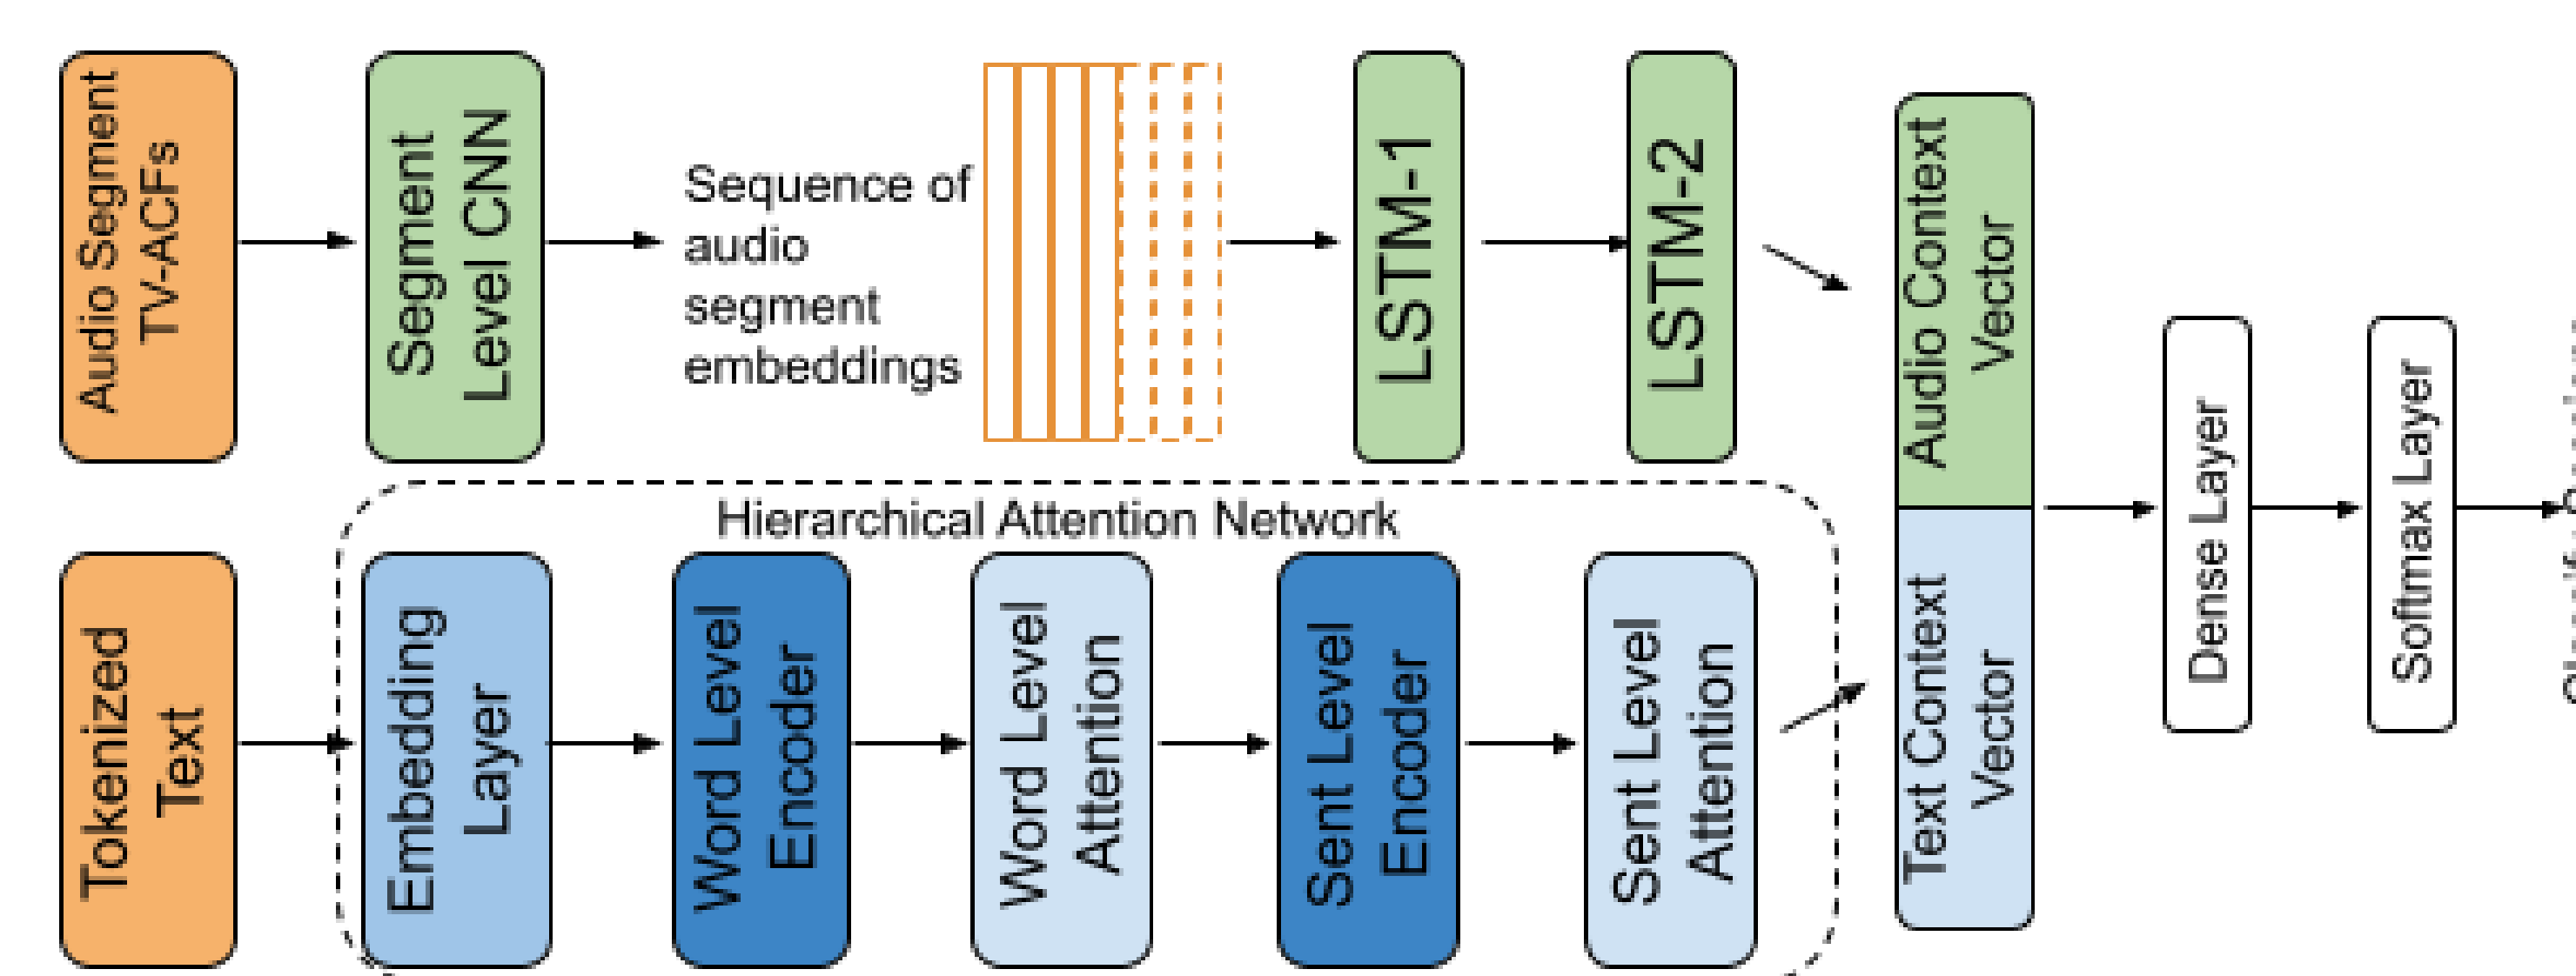 Audio Segment
TV-ACFs
Segment
Level CNN
Sequence of
audio
segment
embeddings
LSTM-1
LSTM-2
Audio Context
Vector
Hierarchical Attention Network
Tokenized
Text
Embedding
Layer
Word Level
Encoder
Word Level
Attention
Sent Level
Encoder
Sent Level
Attention
Text Context
Vector
Dense Layer
Softmax Layer